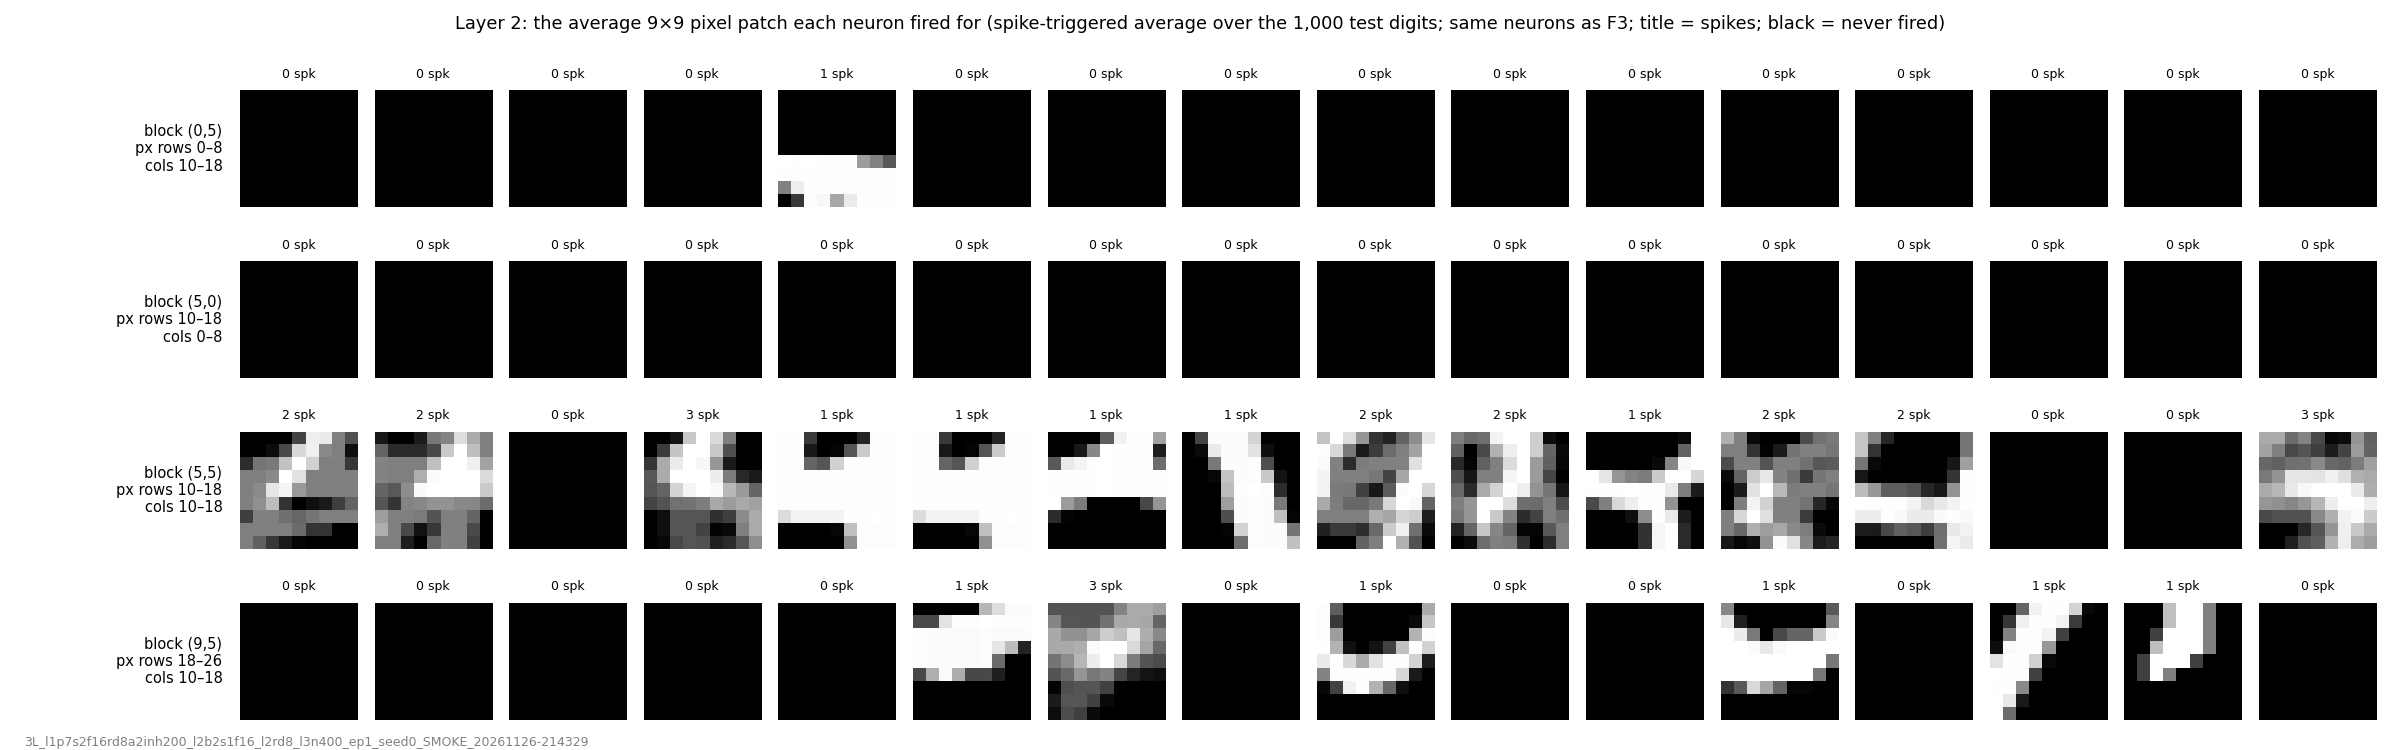 Layer 2: the average 9×9 pixel patch each neuron fired for (spike-triggered average over the 1,000 test digits; same neurons as F3; title = spikes; black = never fired)
0 spk 0 spk 0 spk 0 spk 1 spk 0 spk 0 spk 0 spk 0 spk 0 spk 0 spk 0 spk 0 spk 0 spk 0 spk 0 spk
block (0,5)
px rows 0–8
cols 10–18
0 spk 0 spk 0 spk 0 spk 0 spk 0 spk 0 spk 0 spk 0 spk 0 spk 0 spk 0 spk 0 spk 0 spk 0 spk 0 spk
block (5,0)
px rows 10–18
cols 0–8
2 spk 2 spk 0 spk 3 spk 1 spk 1 spk 1 spk 1 spk 2 spk 2 spk 1 spk 2 spk 2 spk 0 spk 0 spk 3 spk
block (5,5)
px rows 10–18
cols 10–18
0 spk 0 spk 0 spk 0 spk 0 spk 1 spk 3 spk 0 spk 1 spk 0 spk 0 spk 1 spk 0 spk 1 spk 1 spk 0 spk
block (9,5)
px rows 18–26
cols 10–18
3L_l1p7s2f16rd8a2inh200_l2b2s1f16_l2rd8_l3n400_ep1_seed0_SMOKE_20261126-214329